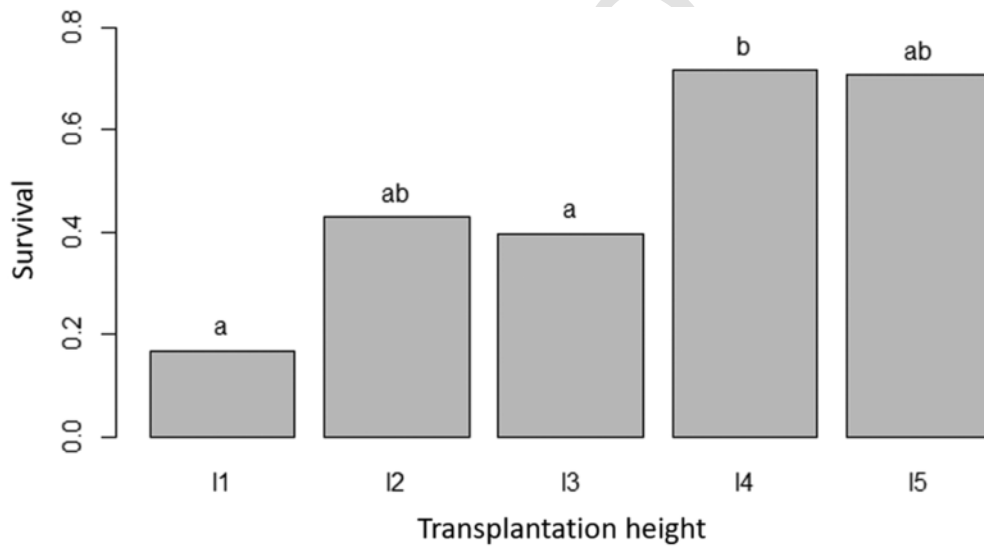 0.8
0.6
0.4
0.2
0.0
Survival
a
ab
a
b
ab
l1
l2
l3
l4
l5
Transplantation height